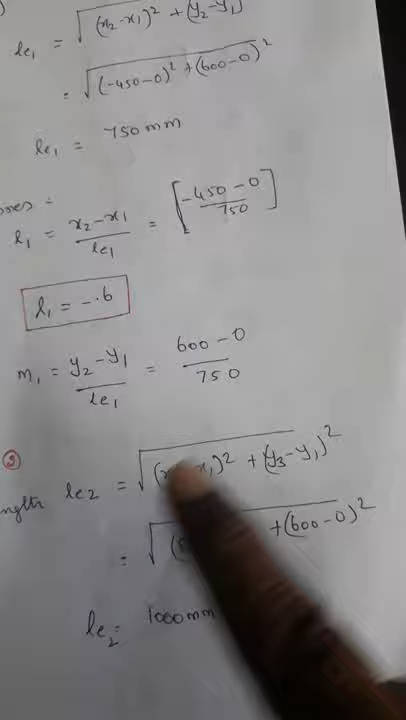 le₁ = √(x₂-x₁)² + (y₂-y₁)
= √(-450-0)² + (600-0)²
le₁ = 750 mm
l₁ = x₂-x₁/le₁ = [-450-0/750]
l₁ = -.6
m₁ = y₂-y₁/le₁ = 600-0/750
②
le₂ = √(x₁)² + (y₃-y₁)²
= √( + (600-0)²
le₂ = 1000mm